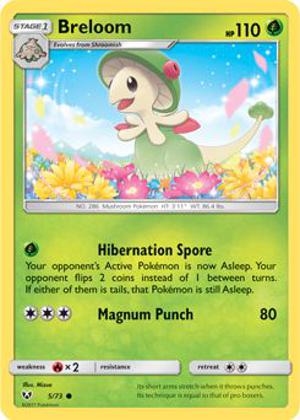 STAGE 1 Breloom HP 110
Evolves from Shroomish
NO. 286 Mushroom Pokémon HT: 3'11" WT: 86.4 lbs.
Hibernation Spore
Your opponent's Active Pokémon is now Asleep. Your
opponent flips 2 coins instead of 1 between turns.
If either of them is tails, that Pokémon is still Asleep.
Magnum Punch 80
weakness × 2 resistance retreat
Illus. Mizue
5/73
©2017 Pokémon
Its short arms stretch when it throws punches.
Its technique is equal to that of pro boxers.